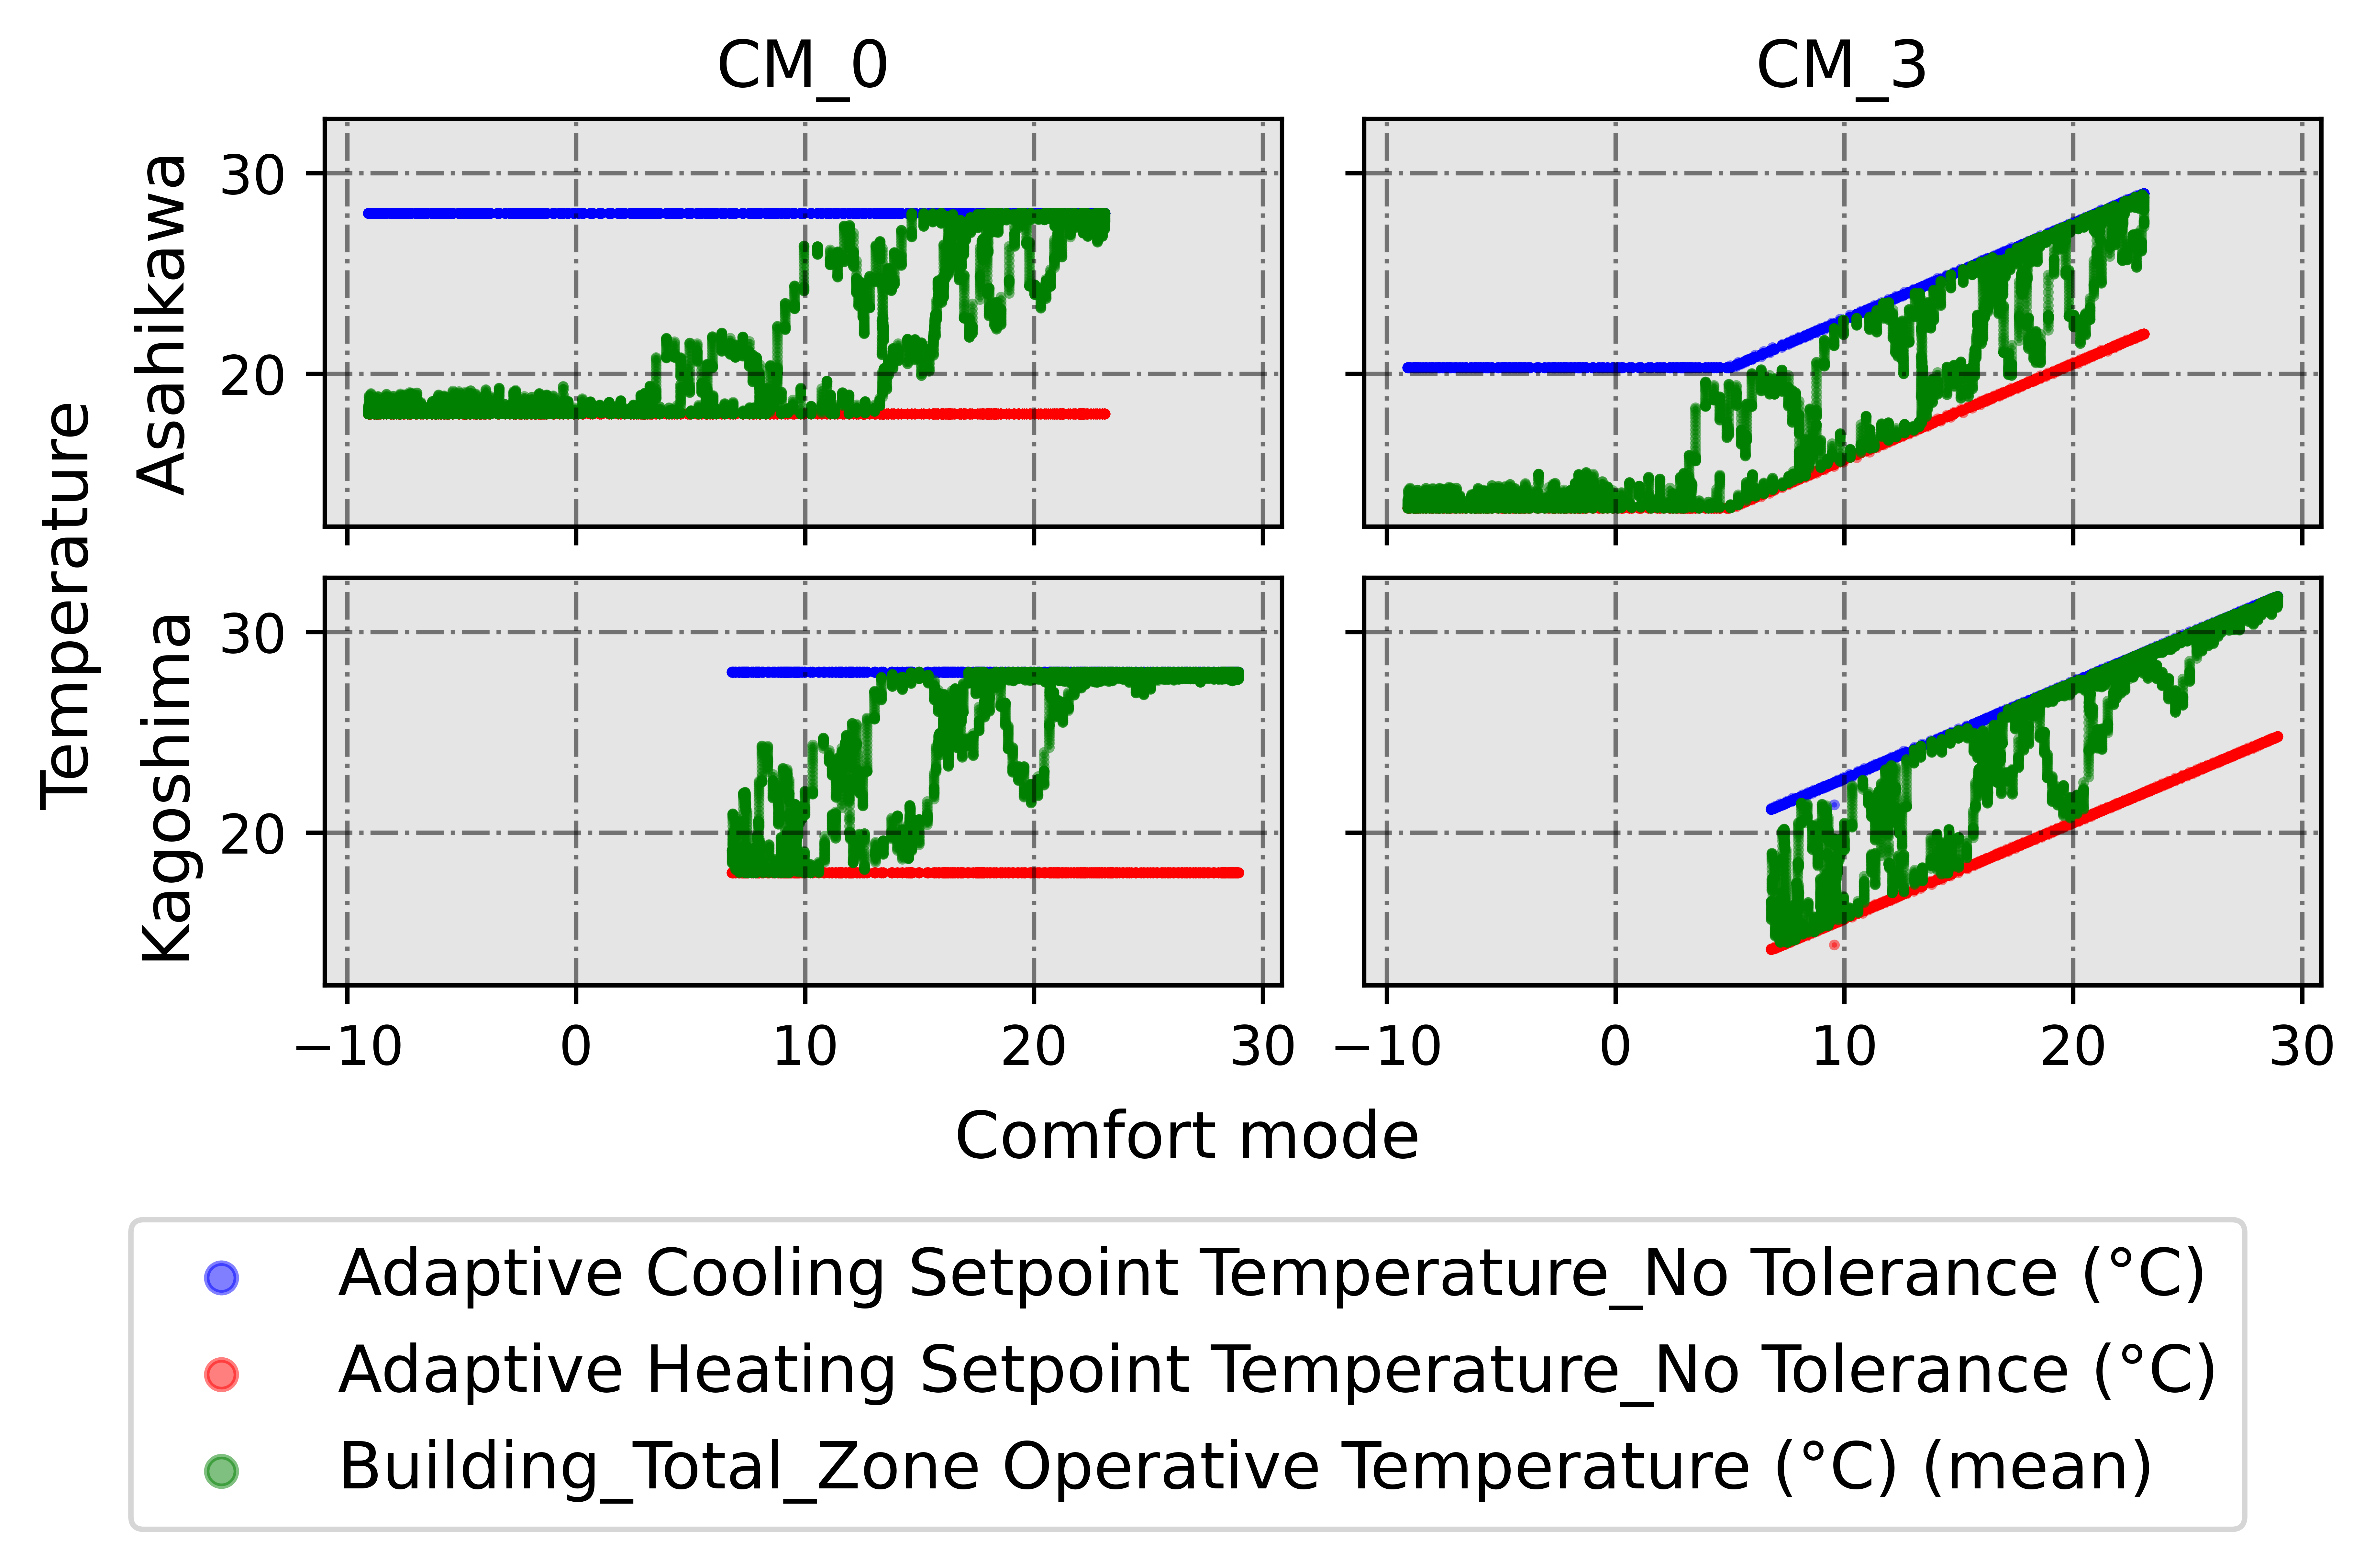 CM_0
CM_3
Temperature
Asahikawa
30
20
Kagoshima
30
20
−10 0 10 20 30 −10 0 10 20 30
Comfort mode
Adaptive Cooling Setpoint Temperature_No Tolerance (°C)
Adaptive Heating Setpoint Temperature_No Tolerance (°C)
Building_Total_Zone Operative Temperature (°C) (mean)